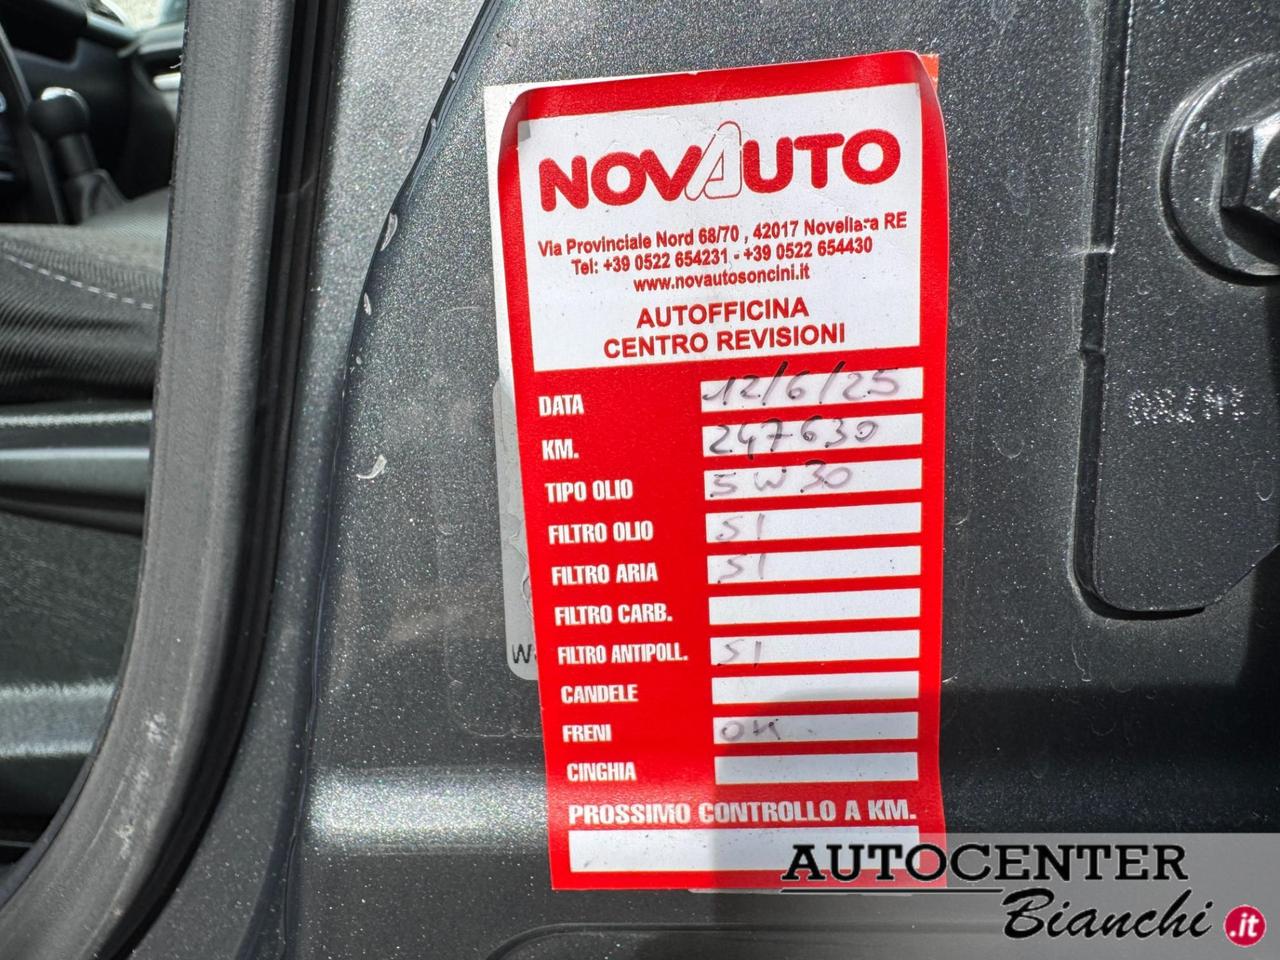 NOVAUTO
Via Provinciale Nord 68/70 , 42017 Novellara RE
Tel: +39 0522 654231 - +39 0522 654430
www.novautosoncini.it
AUTOFFICINA
CENTRO REVISIONI
DATA 12/6/25
KM. 247630
TIPO OLIO 5W30
FILTRO OLIO SI
FILTRO ARIA SI
FILTRO CARB.
FILTRO ANTIPOLL. SI
CANDELE
FRENI OK
CINGHIA
PROSSIMO CONTROLLO A KM.
AUTOCENTER
Bianchi.it